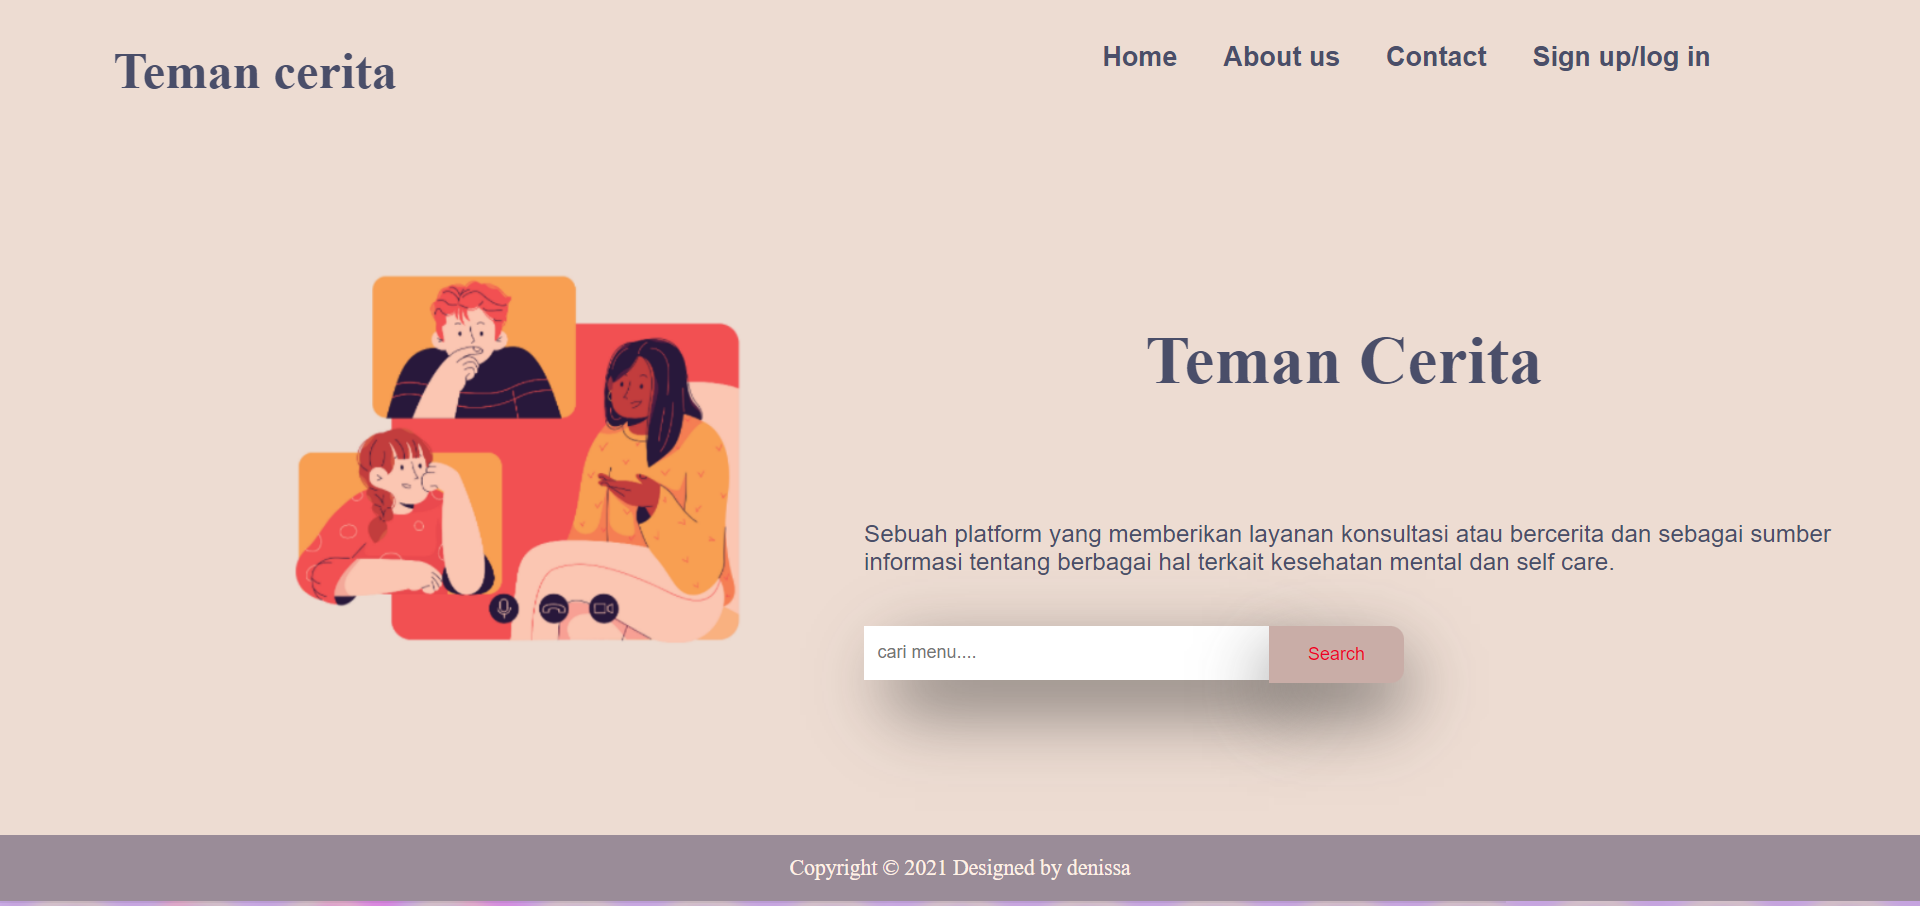 Teman cerita
Home
About us
Contact
Sign up/log in
Teman Cerita
Sebuah platform yang memberikan layanan konsultasi atau bercerita dan sebagai sumber
informasi tentang berbagai hal terkait kesehatan mental dan self care.
cari menu....
Search
Copyright © 2021 Designed by denissa